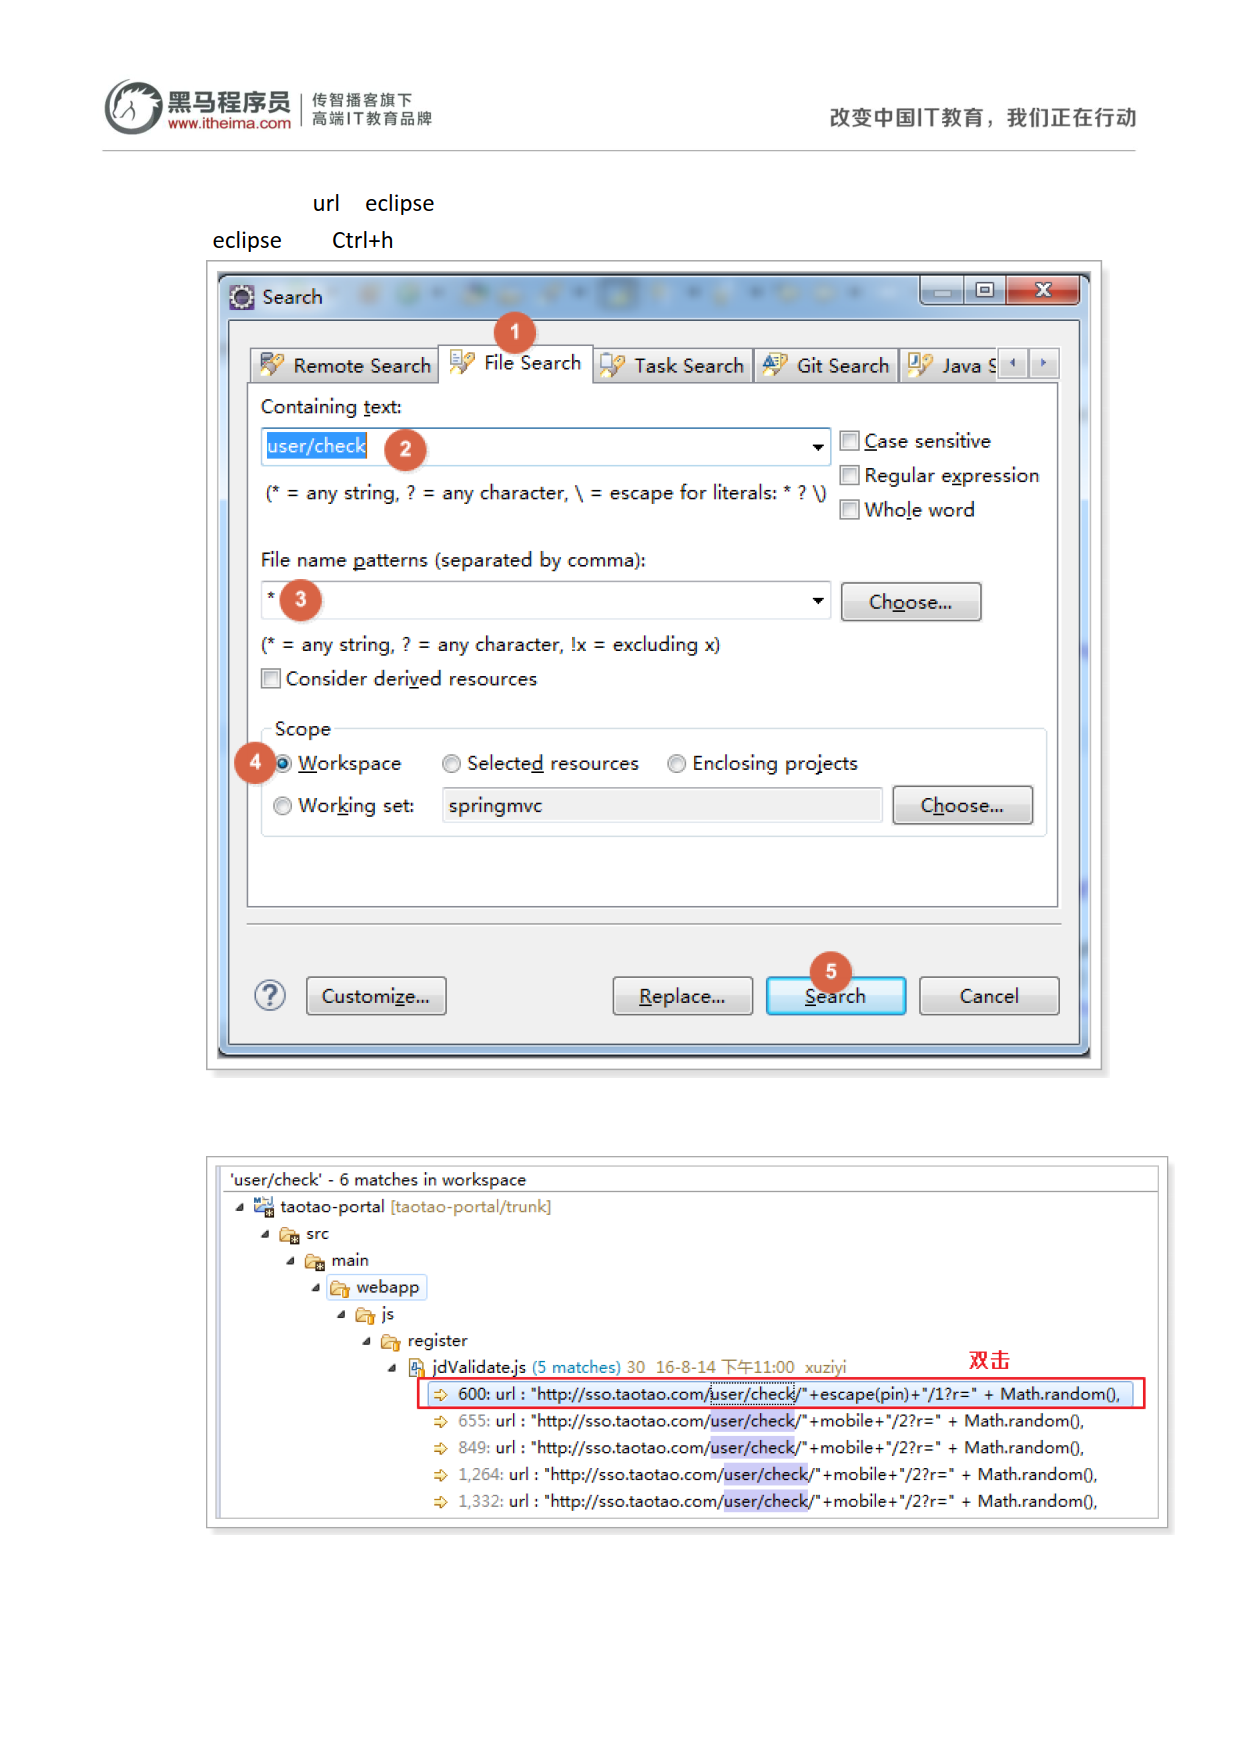 黑马程序员
www.itheima.com
传智播客旗下
高端IT教育品牌
改变中国IT教育，我们正在行动
url eclipse
eclipse Ctrl+h
Search
1
Remote Search File Search Task Search Git Search Java S
Containing text:
user/check 2
Case sensitive
Regular expression
(* = any string, ? = any character, \ = escape for literals: * ? \)
Whole word
File name patterns (separated by comma):
* 3 Choose...
(* = any string, ? = any character, !x = excluding x)
Consider derived resources
Scope
4 Workspace Selected resources Enclosing projects
Working set: springmvc Choose...
5
? Customize... Replace... Search Cancel
'user/check' - 6 matches in workspace
taotao-portal [taotao-portal/trunk]
src
main
webapp
js
register
jdValidate.js (5 matches) 30 16-8-14 下午11:00 xuziyi
双击
600: url : "http://sso.taotao.com/user/check/"+escape(pin)+"/1?r=" + Math.random(),
655: url : "http://sso.taotao.com/user/check/"+mobile+"/2?r=" + Math.random(),
849: url : "http://sso.taotao.com/user/check/"+mobile+"/2?r=" + Math.random(),
1,264: url : "http://sso.taotao.com/user/check/"+mobile+"/2?r=" + Math.random(),
1,332: url : "http://sso.taotao.com/user/check/"+mobile+"/2?r=" + Math.random(),